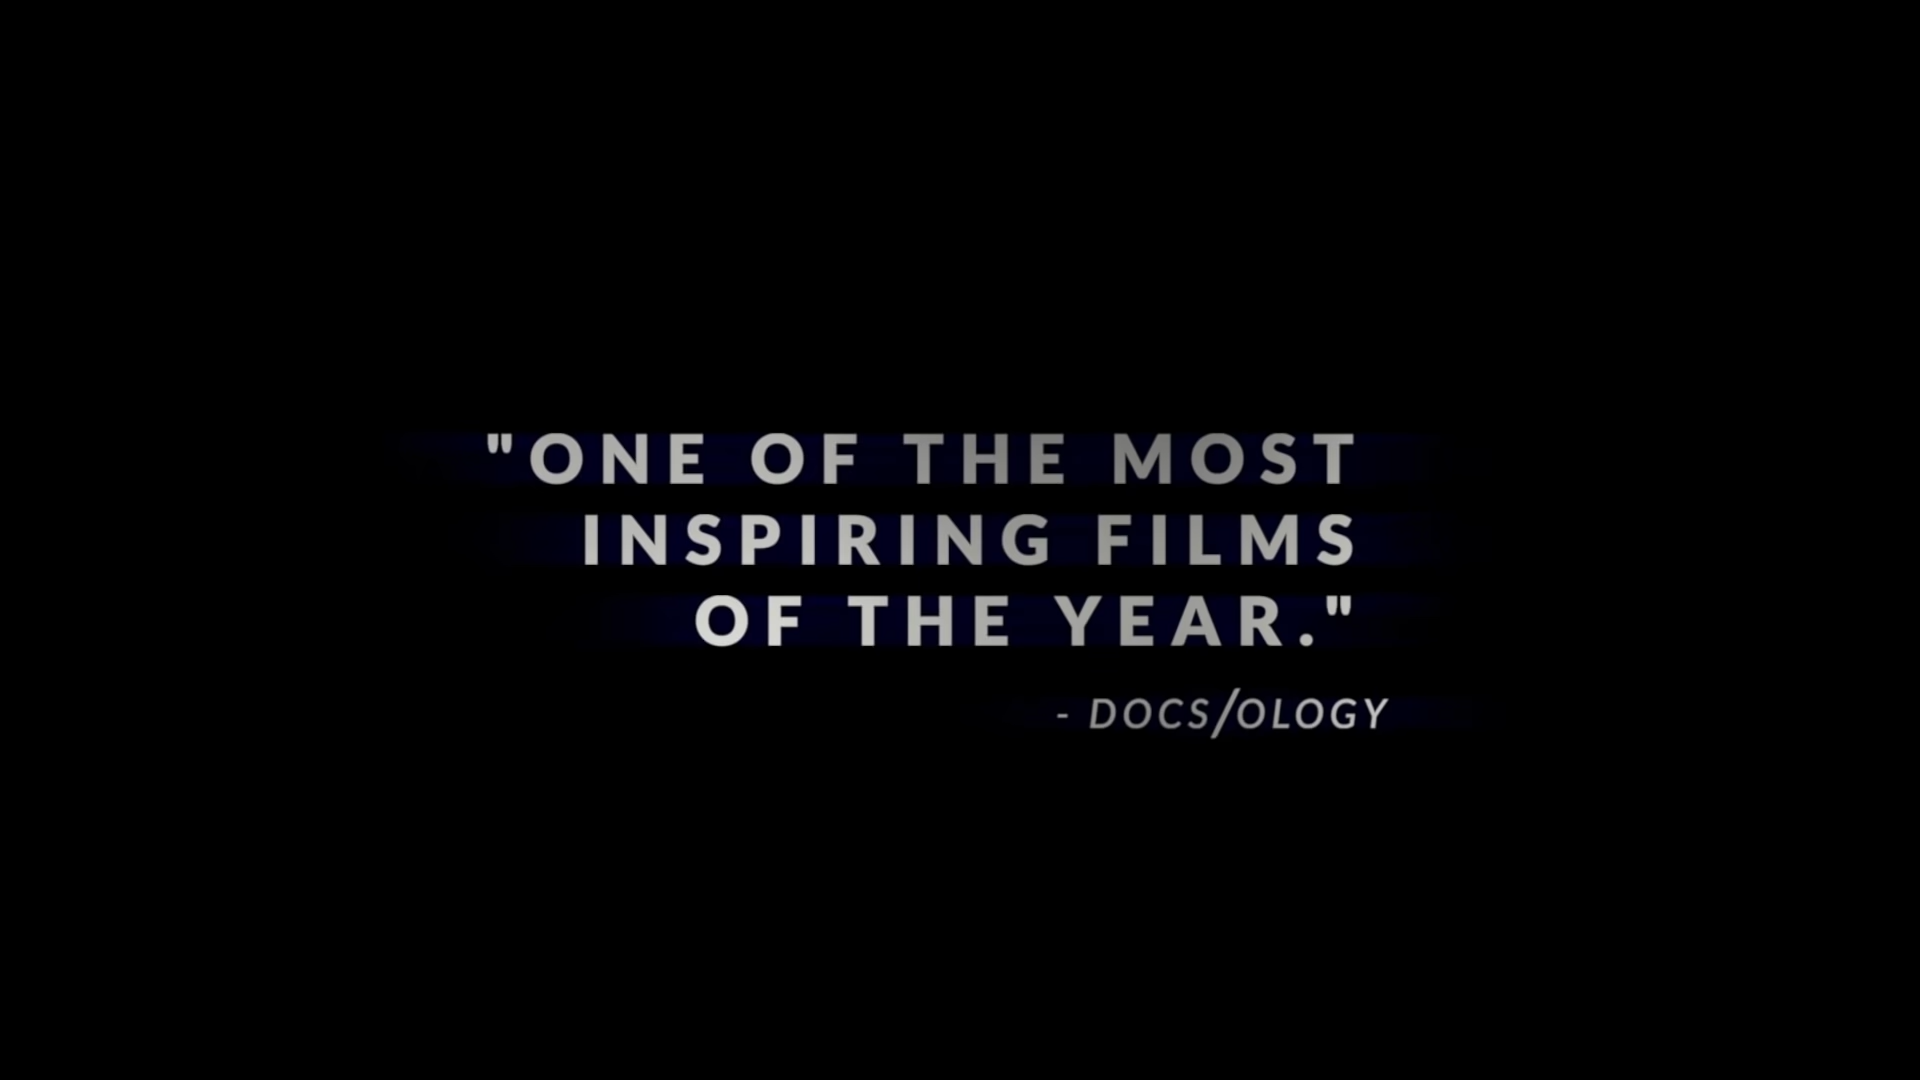 "ONE OF THE MOST
INSPIRING FILMS
OF THE YEAR."
- DOCS/OLOGY